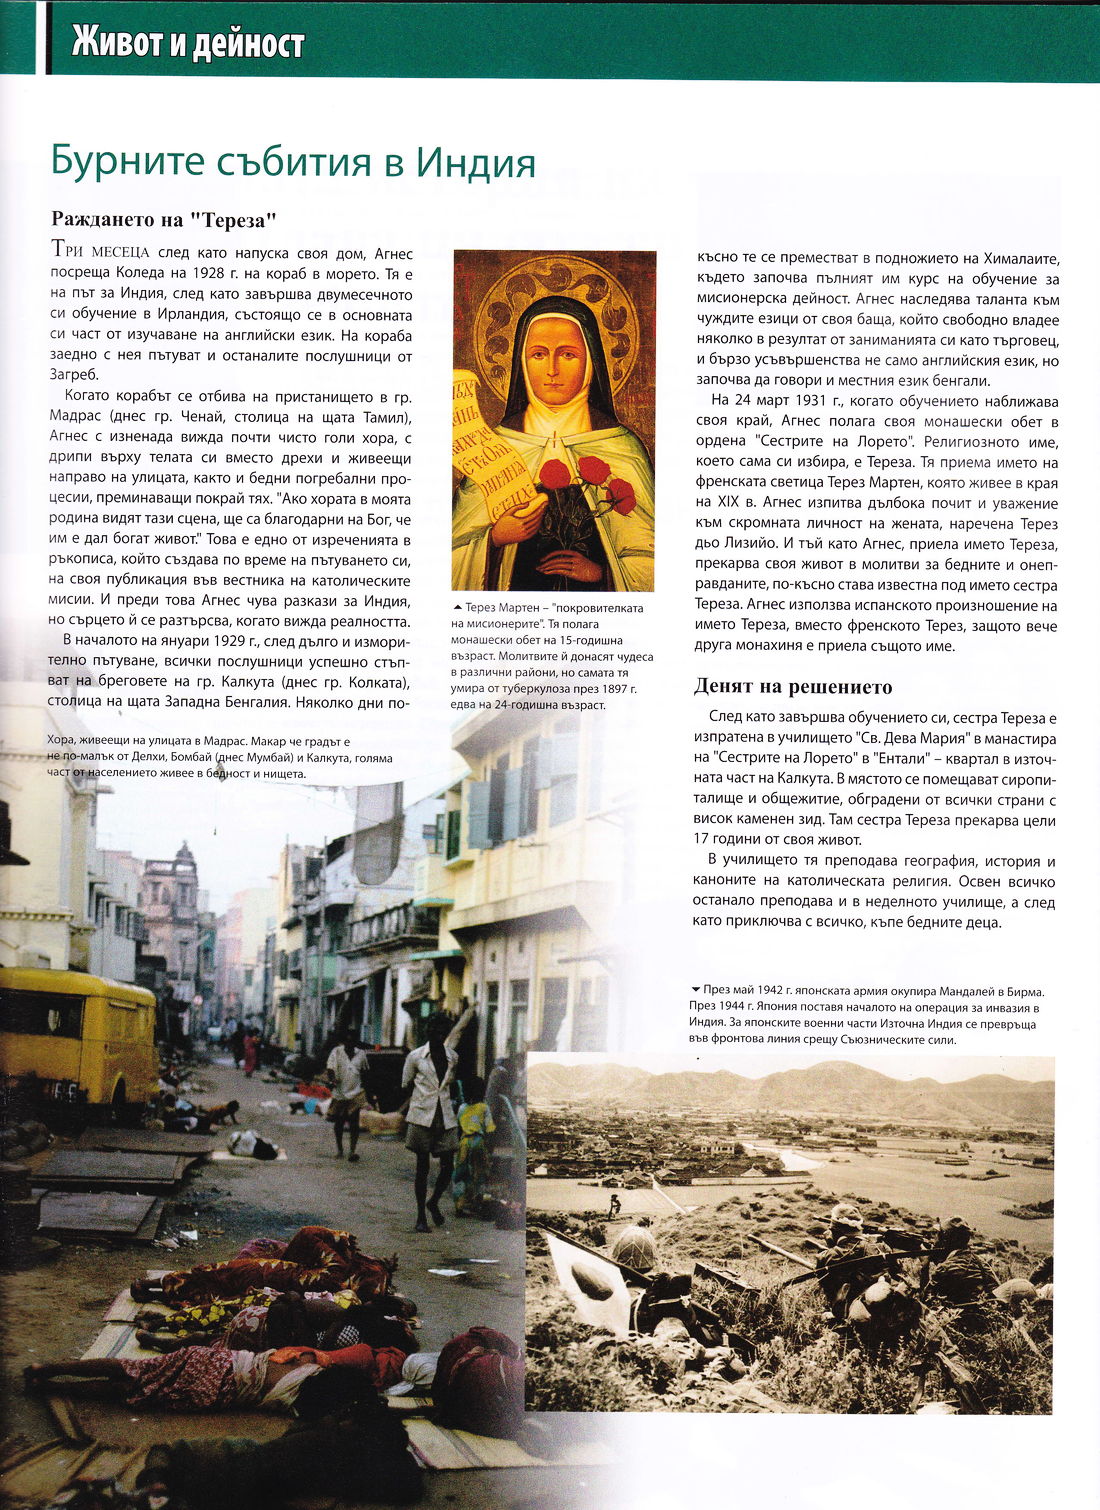 Живот и дейност
Бурните събития в Индия
Раждането на "Тереза"
ТРИ МЕСЕЦА след като напуска своя дом, Агнес
посреща Коледа на 1928 г. на кораб в морето. Тя е
на път за Индия, след като завършва двумесечното
си обучение в Ирландия, състоящо се в основната
си част от изучаване на английски език. На кораба
заедно с нея пътуват и останалите послушници от
Загреб.
Когато корабът се отбива на пристанището в гр.
Мадрас (днес гр. Ченай, столица на щата Тамил),
Агнес с изненада вижда почти чисто голи хора, с
дрипи върху телата си вместо дрехи и живеещи
направо на улицата, както и бедни погребални про-
цесии, преминаващи покрай тях. "Ако хората в моята
родина видят тази сцена, ще са благодарни на Бог, че
им е дал богат живот." Това е едно от изреченията в
ръкописа, който създава по време на пътуването си,
на своя публикация във вестника на католическите
мисии. И преди това Агнес чува разкази за Индия,
но сърцето й се разтърсва, когато вижда реалността.
В началото на януари 1929 г., след дълго и измори-
телно пътуване, всички послушници успешно стъп-
ват на бреговете на гр. Калкута (днес гр. Колката),
столица на щата Западна Бенгалия. Няколко дни по-
Хора, живеещи на улицата в Мадрас. Макар че градът е
не по-малък от Делхи, Бомбай (днес Мумбай) и Калкута, голяма
част от населението живее в бедност и нищета.
Терез Мартен – "покровителката
на мисионерите". Тя полага
монашески обет на 15-годишна
възраст. Молитвите й донасят чудеса
в различни райони, но самата тя
умира от туберкулоза през 1897 г.
едва на 24-годишна възраст.
късно те се преместват в подножието на Хималаите,
където започва пълният им курс на обучение за
мисионерска дейност. Агнес наследява таланта към
чуждите езици от своя баща, който свободно владее
няколко в резултат от заниманията си като търговец,
и бързо усъвършенства не само английския език, но
започва да говори и местния език бенгали.
На 24 март 1931 г., когато обучението наближава
своя край, Агнес полага своя монашески обет в
ордена "Сестрите на Лорето". Религиозното име,
което сама си избира, е Тереза. Тя приема името на
френската светица Терез Мартен, която живее в края
на XIX в. Агнес изпитва дълбока почит и уважение
към скромната личност на жената, наречена Терез
дьо Лизийо. И тъй като Агнес, приела името Тереза,
прекарва своя живот в молитви за бедните и онеп-
равданите, по-късно става известна под името сестра
Тереза. Агнес използва испанското произношение на
името Тереза, вместо френското Терез, защото вече
друга монахиня е приела същото име.
Денят на решението
След като завършва обучението си, сестра Тереза е
изпратена в училището "Св. Дева Мария" в манастира
на "Сестрите на Лорето" в "Ентали" – квартал в източ-
ната част на Калкута. В мястото се помещават сиропи-
талище и общежитие, обградени от всички страни с
висок каменен зид. Там сестра Тереза прекарва цели
17 години от своя живот.
В училището тя преподава география, история и
каноните на католическата религия. Освен всичко
останало преподава и в неделното училище, а след
като приключва с всичко, къпе бедните деца.
През май 1942 г. японската армия окупира Мандалей в Бирма.
През 1944 г. Япония поставя началото на операция за инвазия в
Индия. За японските военни части Източна Индия се превръща
във фронтова линия срещу Съюзническите сили.